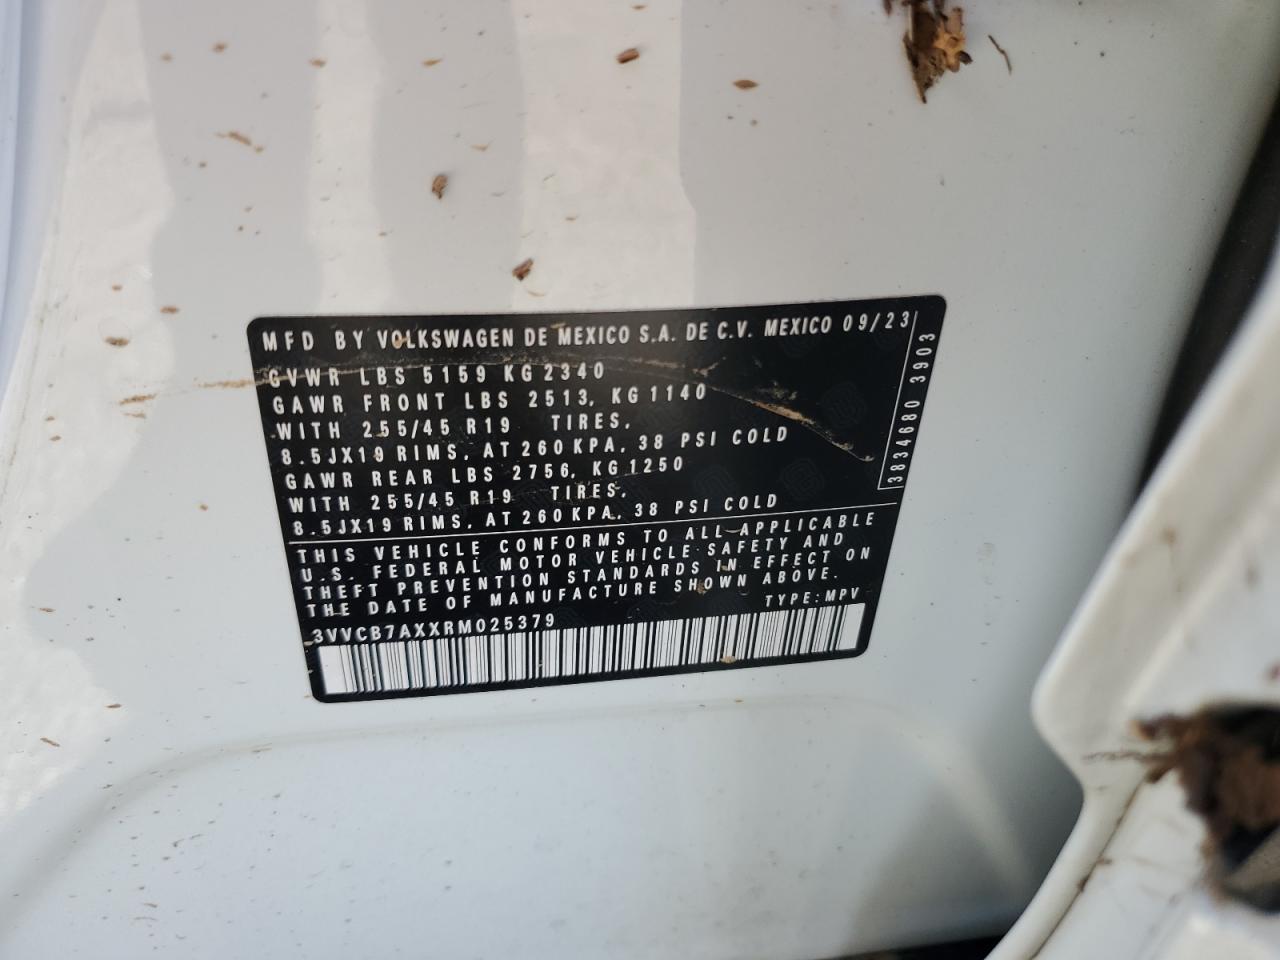 MFD BY VOLKSWAGEN DE MEXICO S.A. DE C.V. MEXICO 09/23
GVWR LBS 5159 KG 2340
GAWR FRONT LBS 2513, KG 1140
WITH 255/45 R19 TIRES,
8.5JX19 RIMS, AT 260 KPA, 38 PSI COLD
GAWR REAR LBS 2756, KG 1250
WITH 255/45 R19 TIRES,
8.5JX19 RIMS, AT 260 KPA, 38 PSI COLD
3834680 3903
THIS VEHICLE CONFORMS TO ALL APPLICABLE
U.S. FEDERAL MOTOR VEHICLE SAFETY AND
THEFT PREVENTION STANDARDS IN EFFECT ON
THE DATE OF MANUFACTURE SHOWN ABOVE.
TYPE:MPV
3VVCB7AXXRM025379